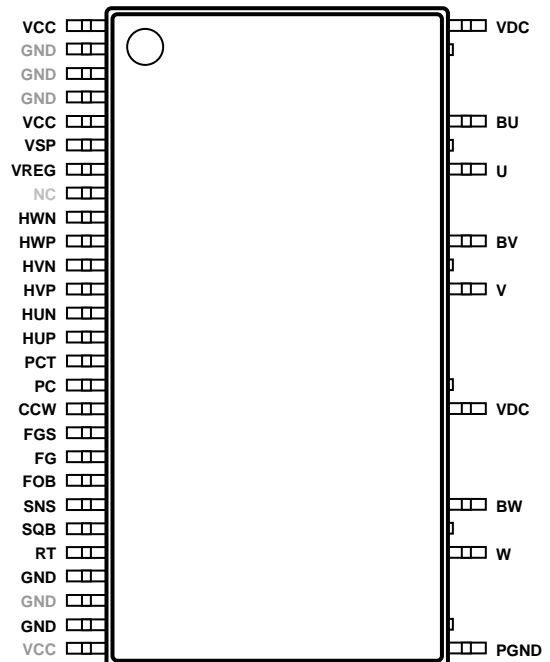 VCC
GND
GND
GND
VCC
VSP
VREG
NC
HWN
HWP
HVN
HVP
HUN
HUP
PCT
PC
CCW
FGS
FG
FOB
SNS
SQB
RT
GND
GND
GND
VCC
VDC
BU
U
BV
V
VDC
BW
W
PGND